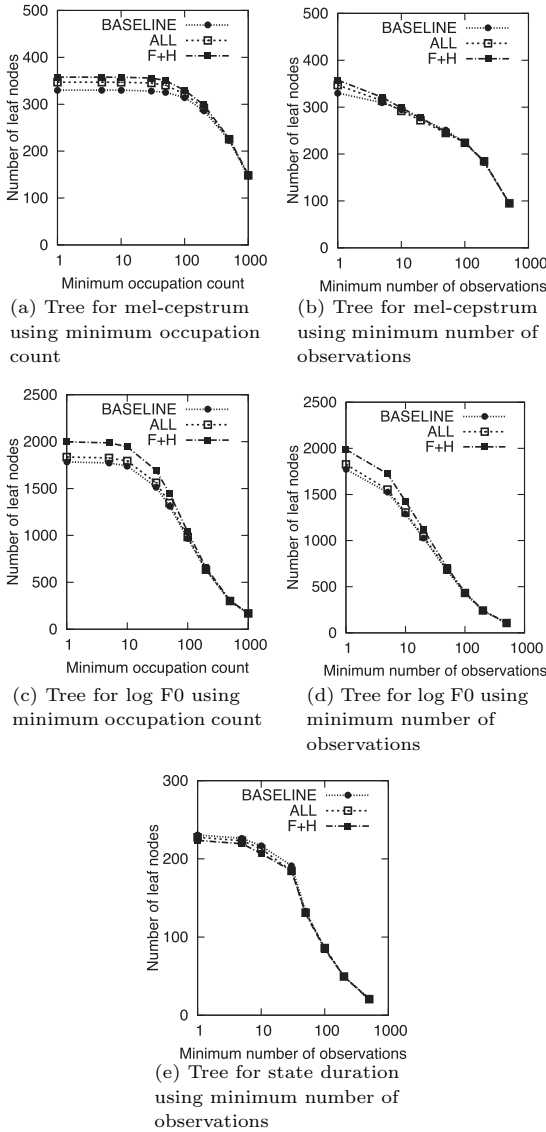 500
400
300
200
100
0
Number of leaf nodes
BASELINE
ALL
F+H
1 10 100 1000
Minimum occupation count
(a) Tree for mel-cepstrum
using minimum occupation
count
500
400
300
200
100
0
Number of leaf nodes
BASELINE
ALL
F+H
1 10 100 1000
Minimum number of observations
(b) Tree for mel-cepstrum
using minimum number of
observations
2500
2000
1500
1000
500
0
Number of leaf nodes
BASELINE
ALL
F+H
1 10 100 1000
Minimum occupation count
(c) Tree for log F0 using
minimum occupation count
2500
2000
1500
1000
500
0
Number of leaf nodes
BASELINE
ALL
F+H
1 10 100 1000
Minimum number of observations
(d) Tree for log F0 using
minimum number of
observations
300
200
100
0
Number of leaf nodes
BASELINE
ALL
F+H
1 10 100 1000
Minimum number of observations
(e) Tree for state duration
using minimum number of
observations